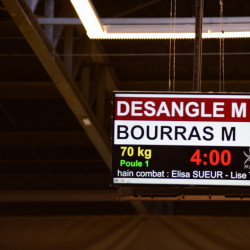 DESANGLE M
BOURRAS M
70 kg
Poule 1
4:00
hain combat : Elisa SUEUR - Lise